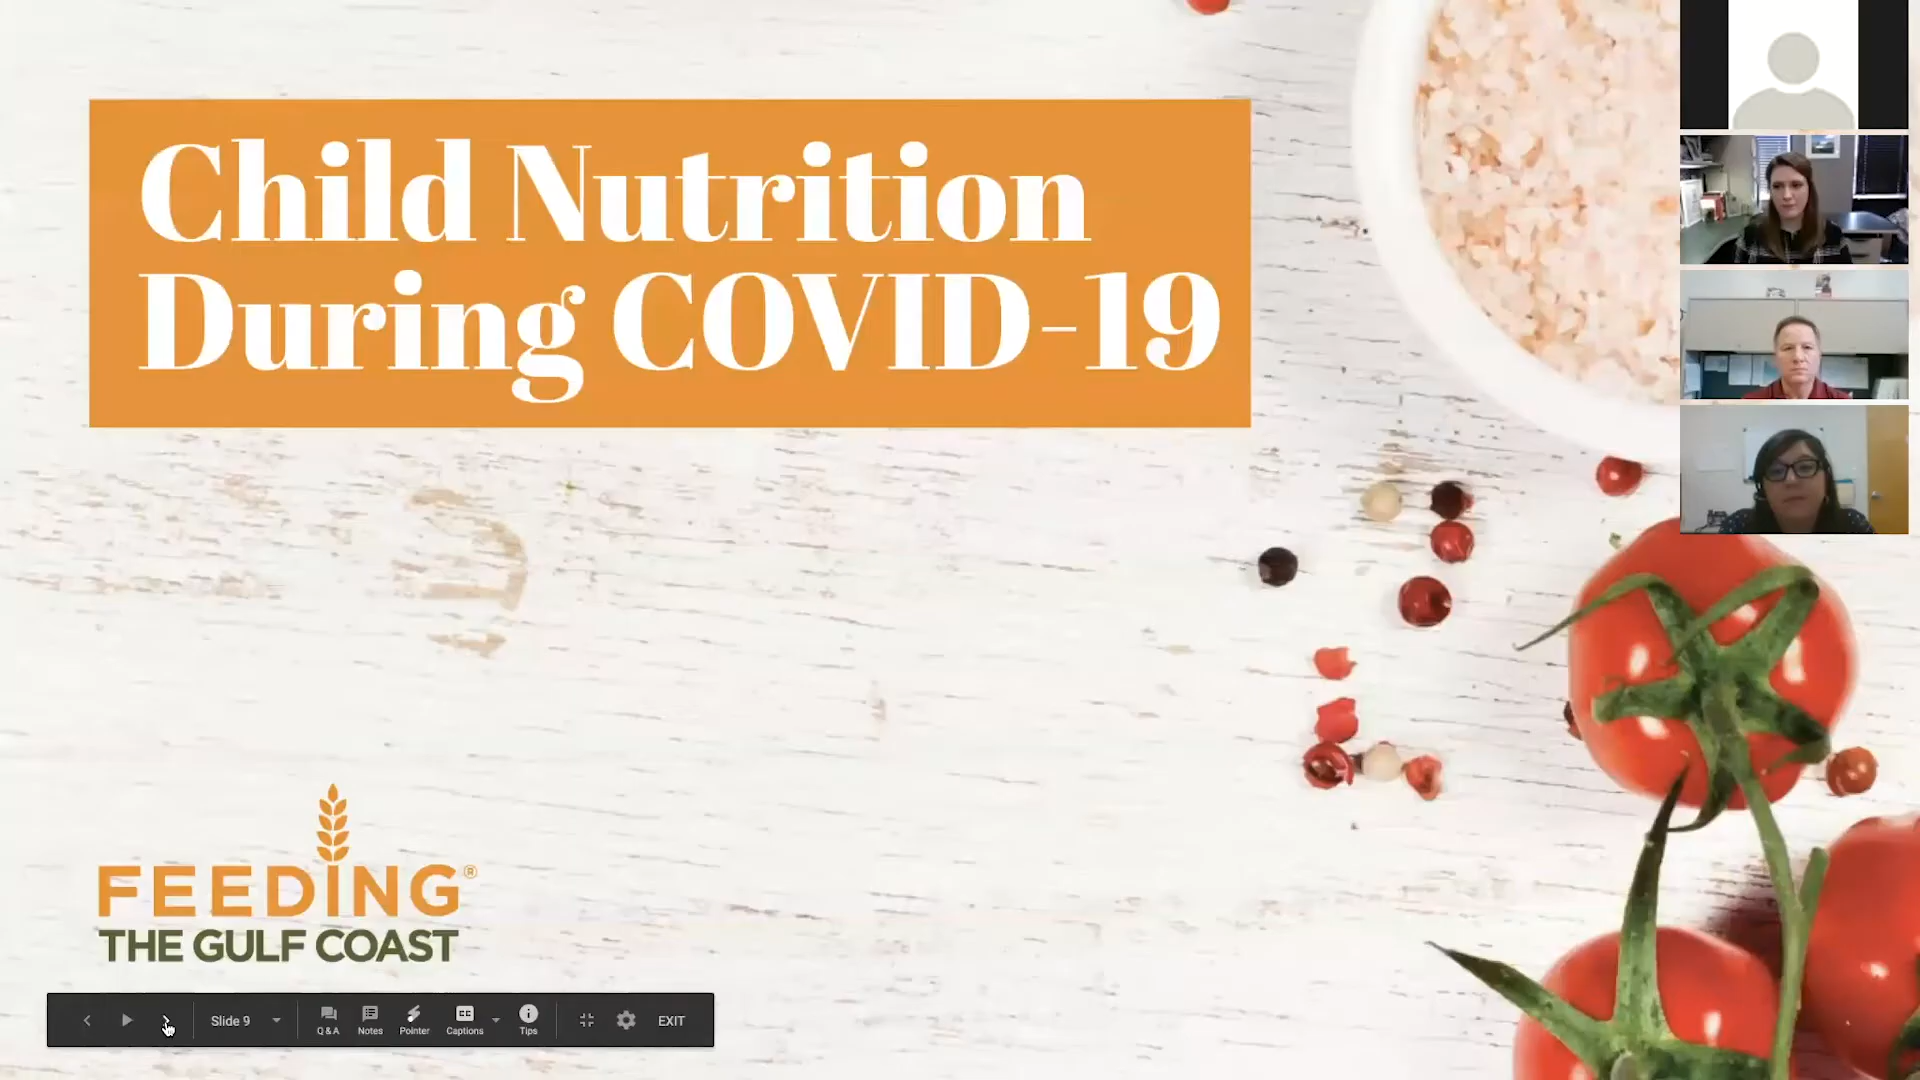 Child Nutrition
During COVID-19
FEEDING®
THE GULF COAST
Slide 9
Q & A
Notes
Pointer
Captions
Tips
EXIT